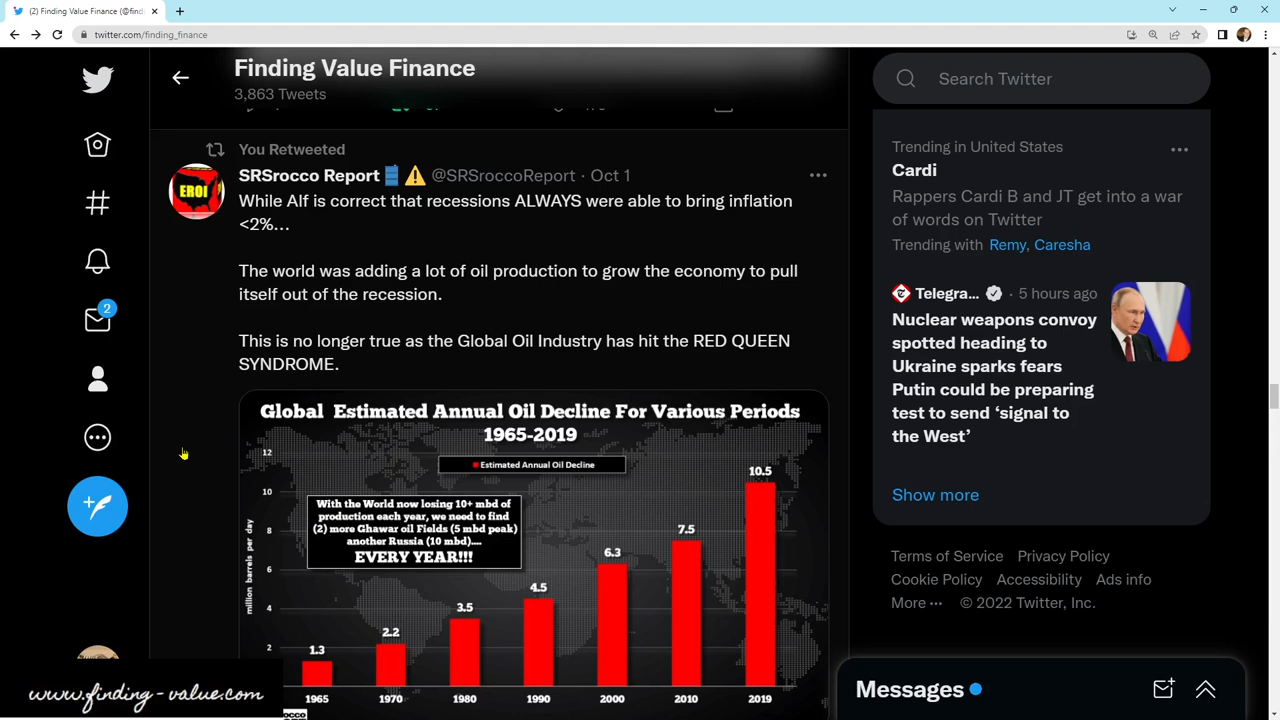 (2) Finding Value Finance (@find
twitter.com/finding_finance
Finding Value Finance
3,863 Tweets
You Retweeted
SRSrocco Report @SRSroccoReport · Oct 1
EROI
While Alf is correct that recessions ALWAYS were able to bring inflation
<2%...
The world was adding a lot of oil production to grow the economy to pull
itself out of the recession.
This is no longer true as the Global Oil Industry has hit the RED QUEEN
SYNDROME.
Global Estimated Annual Oil Decline For Various Periods
1965-2019
Estimated Annual Oil Decline
With the World now losing 10+ mbd of
production each year, we need to find
(2) more Ghawar oil Fields (5 mbd peak)
another Russia (10 mbd)....
EVERY YEAR!!!
million barrels per day
12
10
8
6
4
2
1.3
2.2
3.5
4.5
6.3
7.5
10.5
1965 1970 1980 1990 2000 2010 2019
2
www.finding-value.com
Search Twitter
Trending in United States
Cardi
Rappers Cardi B and JT get into a war
of words on Twitter
Trending with Remy, Caresha
Telegra... · 5 hours ago
Nuclear weapons convoy
spotted heading to
Ukraine sparks fears
Putin could be preparing
test to send ‘signal to
the West’
Show more
Terms of Service Privacy Policy
Cookie Policy Accessibility Ads info
More ··· © 2022 Twitter, Inc.
Messages